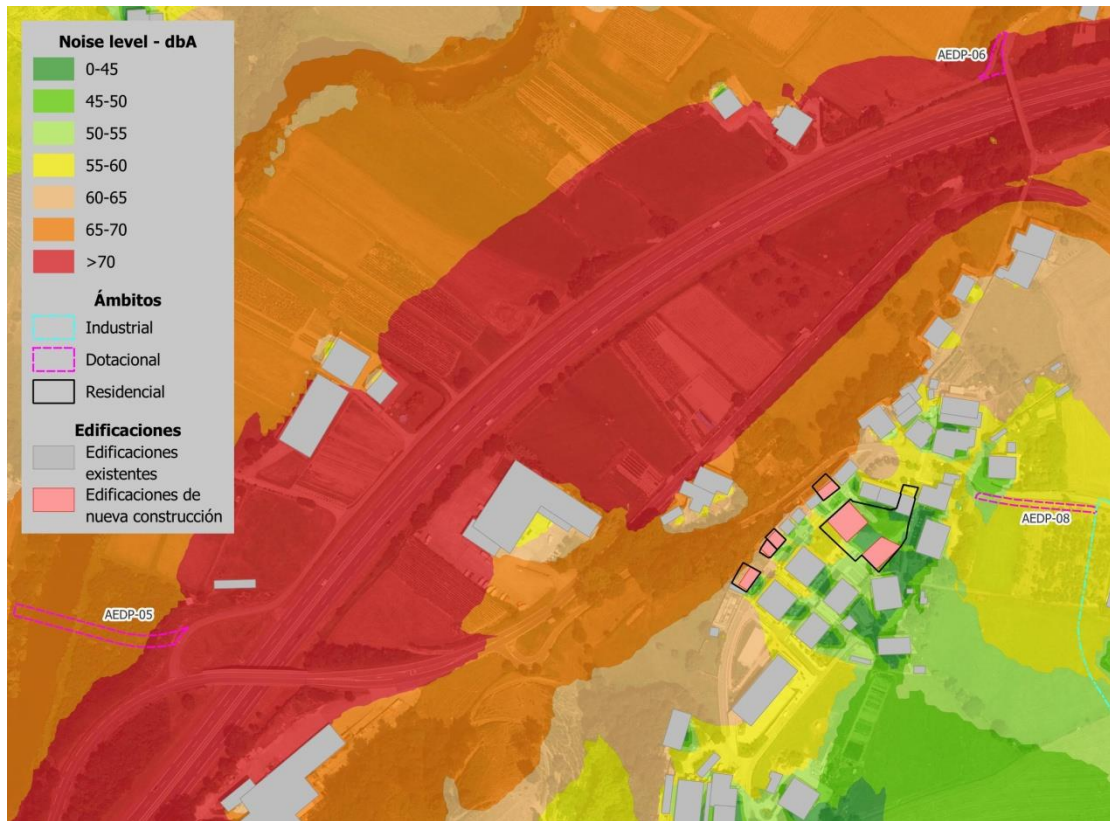 Noise level - dbA
0-45
45-50
50-55
55-60
60-65
65-70
>70
Ámbitos
Industrial
Dotacional
Residencial
Edificaciones
Edificaciones
existentes
Edificaciones de
nueva construcción
AEDP-06
AEDP-08
AEDP-05